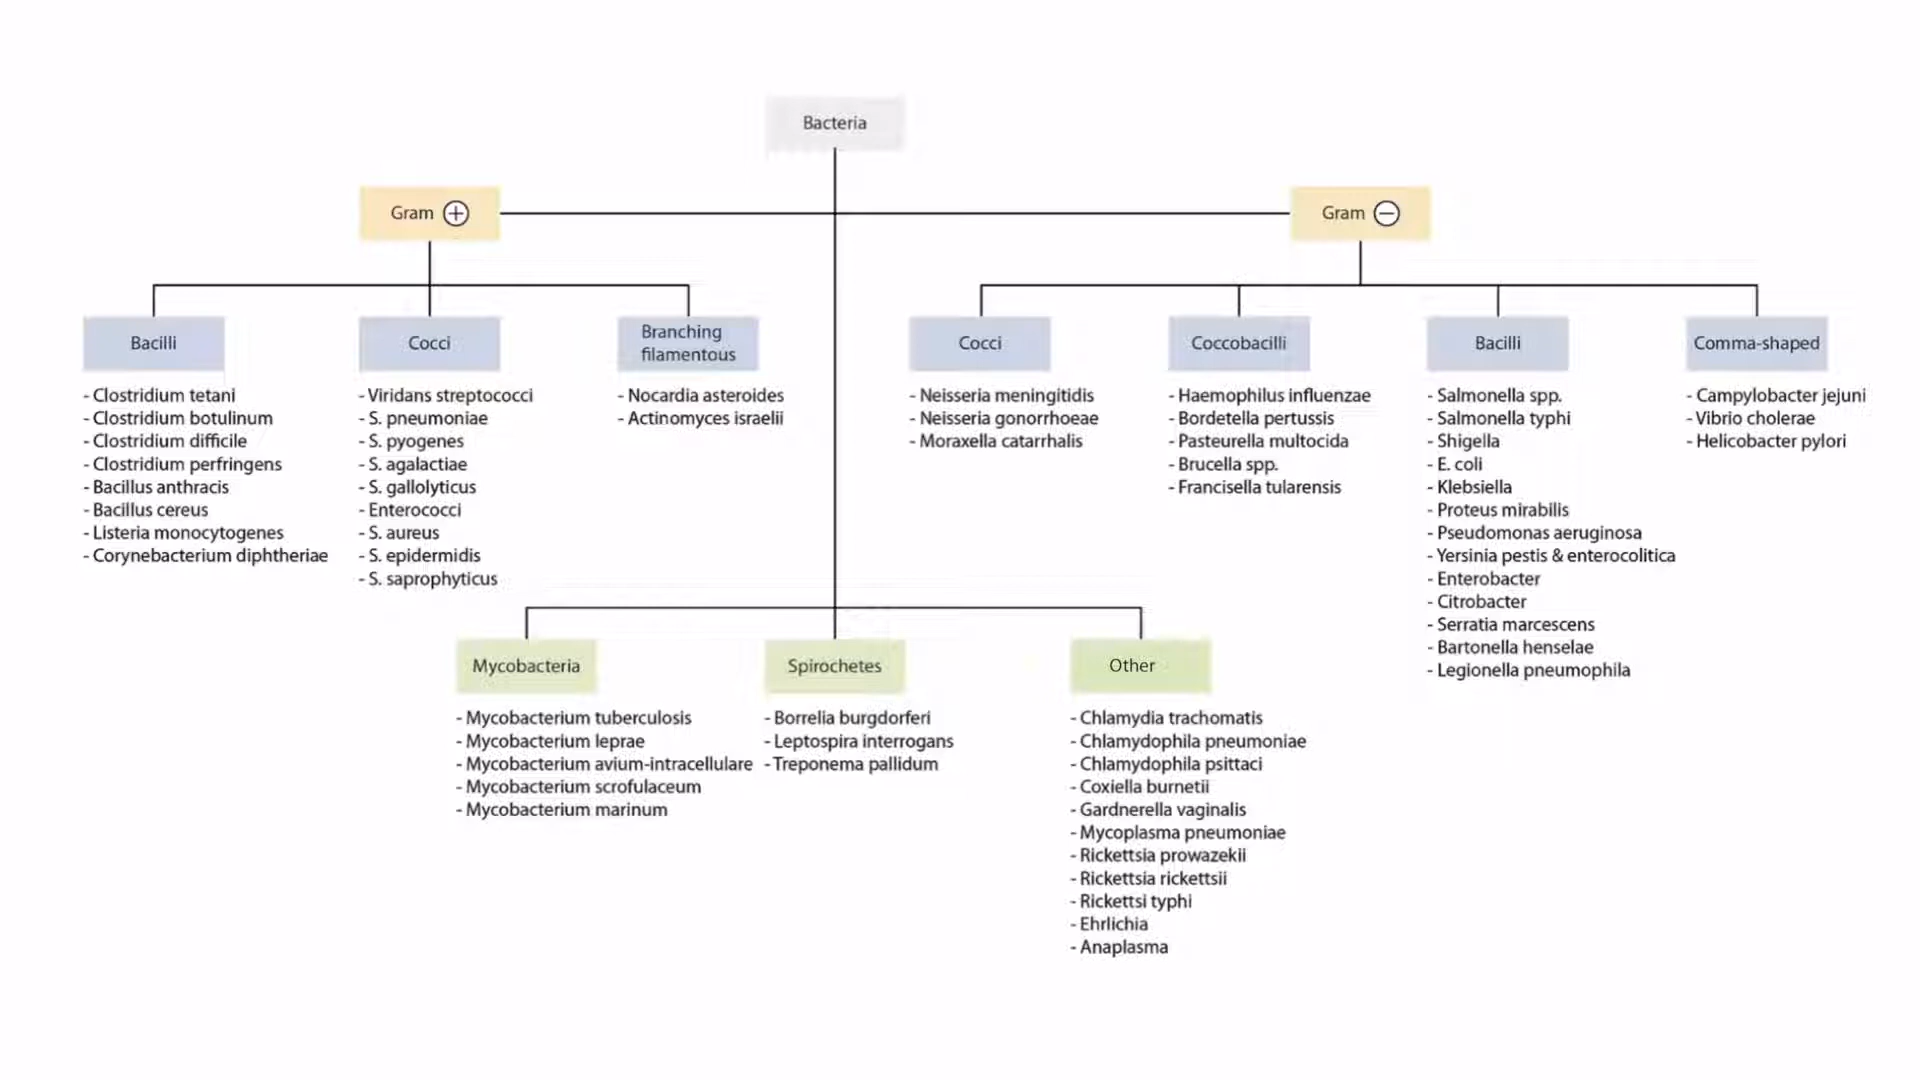 Bacteria
Gram +
Gram −
Bacilli
- Clostridium tetani
- Clostridium botulinum
- Clostridium difficile
- Clostridium perfringens
- Bacillus anthracis
- Bacillus cereus
- Listeria monocytogenes
- Corynebacterium diphtheriae
Cocci
- Viridans streptococci
- S. pneumoniae
- S. pyogenes
- S. agalactiae
- S. gallolyticus
- Enterococci
- S. aureus
- S. epidermidis
- S. saprophyticus
Branching
filamentous
- Nocardia asteroides
- Actinomyces israelii
Cocci
- Neisseria meningitidis
- Neisseria gonorrhoeae
- Moraxella catarrhalis
Coccobacilli
- Haemophilus influenzae
- Bordetella pertussis
- Pasteurella multocida
- Brucella spp.
- Francisella tularensis
Bacilli
- Salmonella spp.
- Salmonella typhi
- Shigella
- E. coli
- Klebsiella
- Proteus mirabilis
- Pseudomonas aeruginosa
- Yersinia pestis & enterocolitica
- Enterobacter
- Citrobacter
- Serratia marcescens
- Bartonella henselae
- Legionella pneumophila
Comma-shaped
- Campylobacter jejuni
- Vibrio cholerae
- Helicobacter pylori
Mycobacteria
- Mycobacterium tuberculosis
- Mycobacterium leprae
- Mycobacterium avium-intracellulare
- Mycobacterium scrofulaceum
- Mycobacterium marinum
Spirochetes
- Borrelia burgdorferi
- Leptospira interrogans
- Treponema pallidum
Other
- Chlamydia trachomatis
- Chlamydophila pneumoniae
- Chlamydophila psittaci
- Coxiella burnetii
- Gardnerella vaginalis
- Mycoplasma pneumoniae
- Rickettsia prowazekii
- Rickettsia rickettsii
- Rickettsi typhi
- Ehrlichia
- Anaplasma